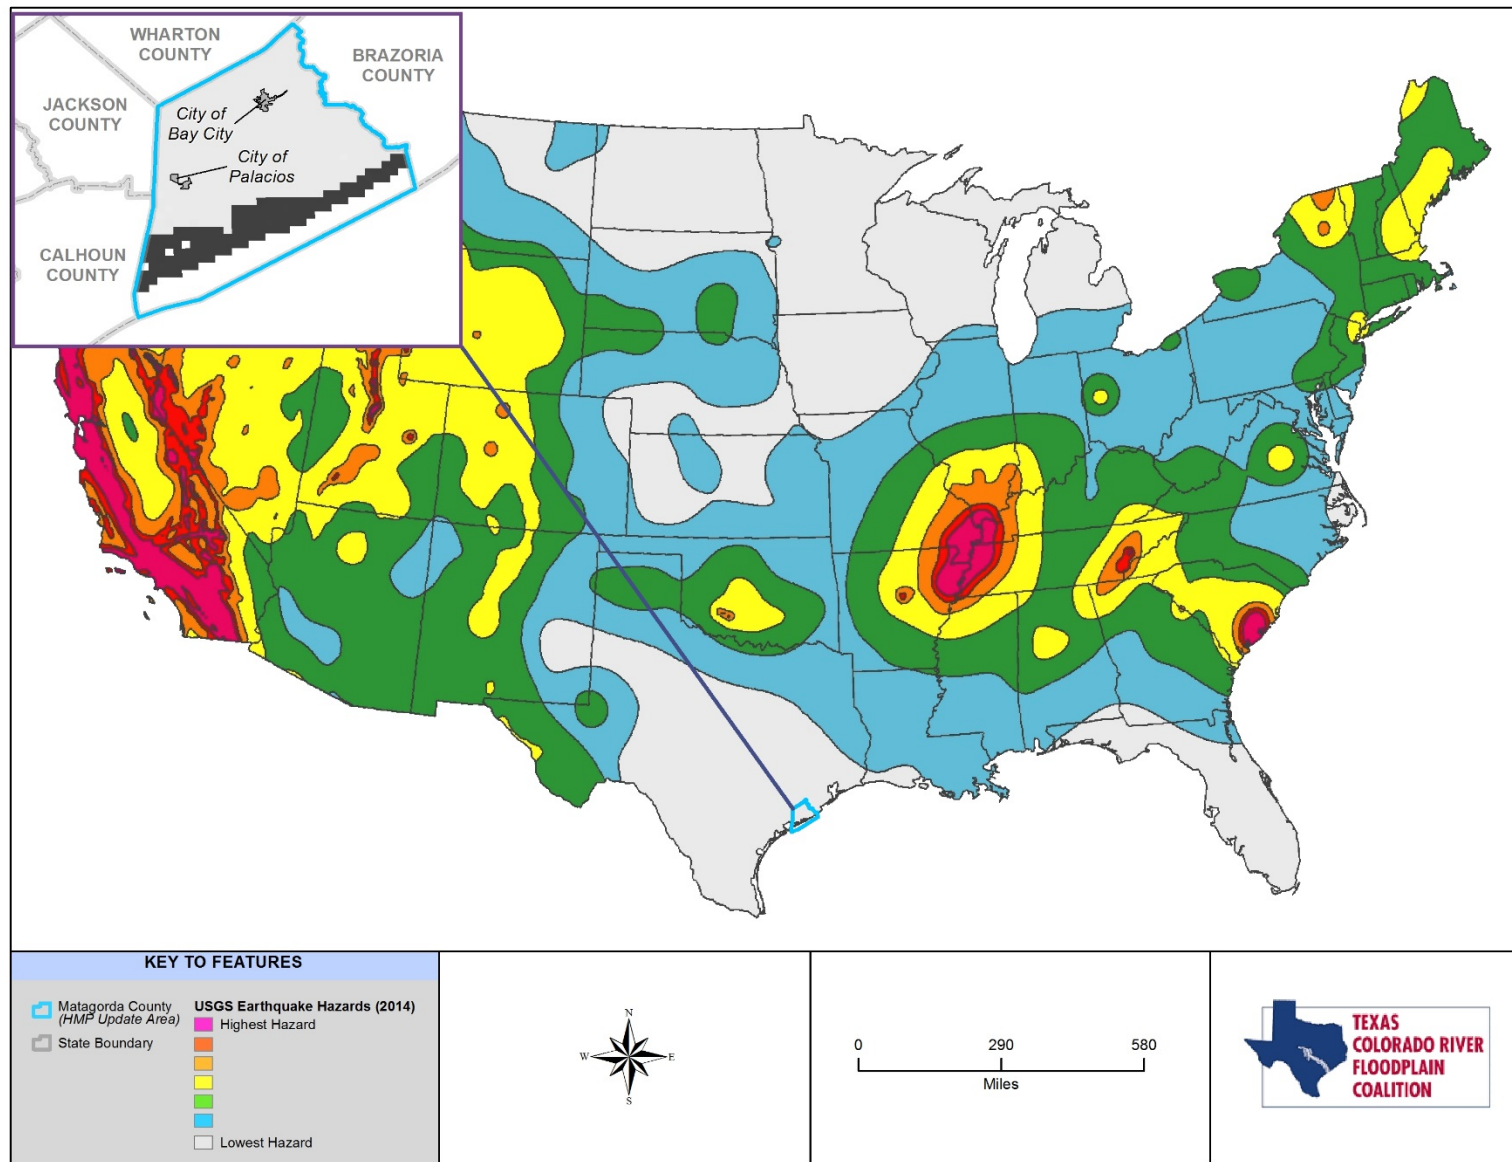 WHARTON
COUNTY
BRAZORIA
COUNTY
JACKSON
COUNTY
City of
Bay City
City of
Palacios
CALHOUN
COUNTY
KEY TO FEATURES
Matagorda County
(HMP Update Area)
State Boundary
USGS Earthquake Hazards (2014)
Highest Hazard
Lowest Hazard
N
W
E
S
0 290 580
Miles
TEXAS
COLORADO RIVER
FLOODPLAIN
COALITION